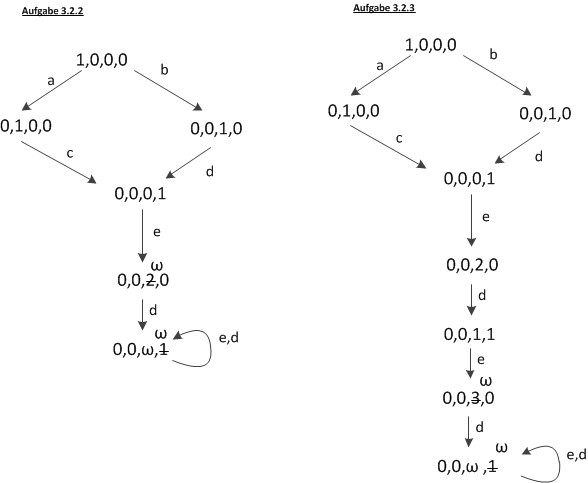 Aufgabe 3.2.2
1,0,0,0
a
b
0,1,0,0
0,0,1,0
c
d
0,0,0,1
e
ω
0,0,2,0
d
ω
0,0,ω,1
e,d
Aufgabe 3.2.3
1,0,0,0
a
b
0,1,0,0
0,0,1,0
c
d
0,0,0,1
e
0,0,2,0
d
0,0,1,1
e
ω
0,0,3,0
d
ω
0,0,ω ,1
e,d